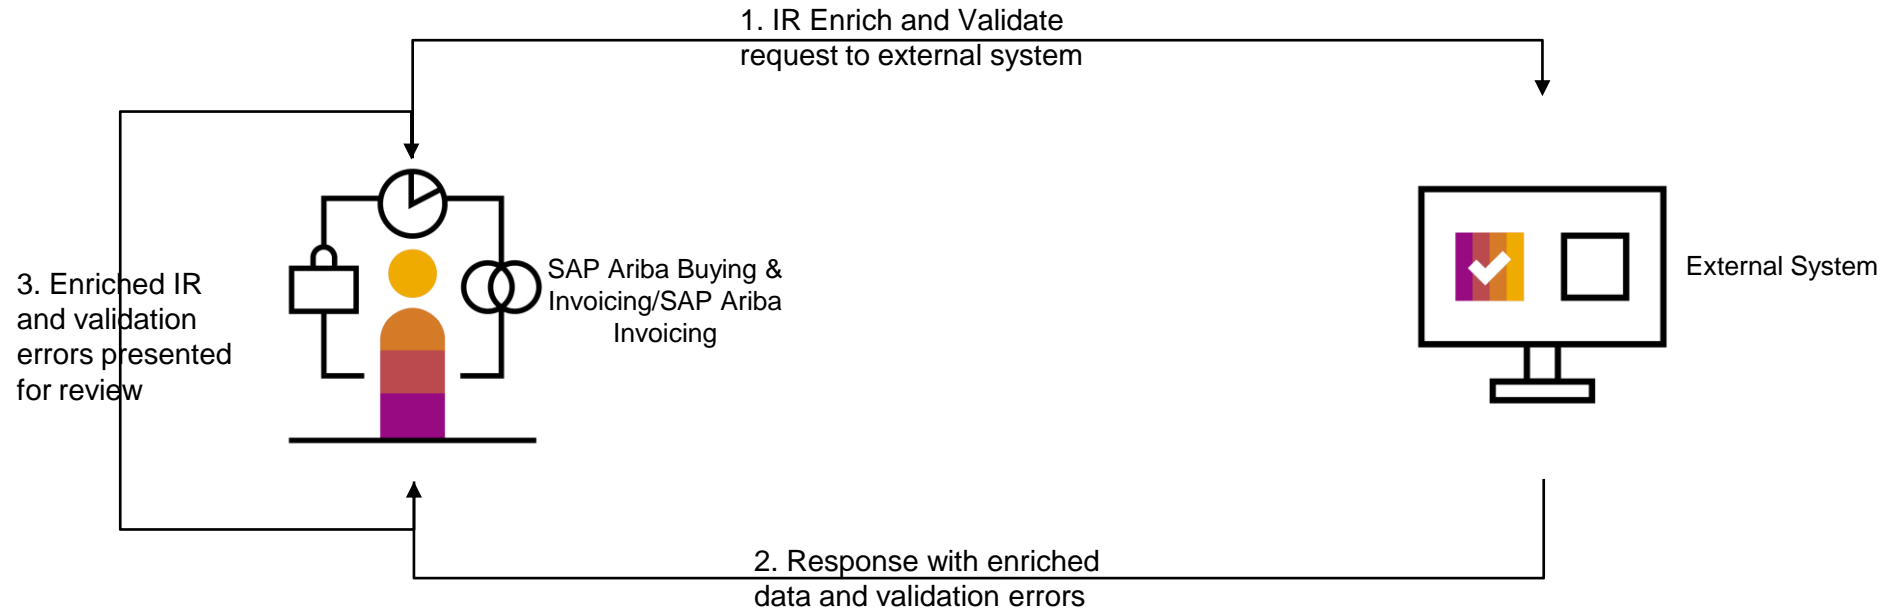 1. IR Enrich and Validate
request to external system
3. Enriched IR
and validation
errors presented
for review
SAP Ariba Buying &
Invoicing/SAP Ariba
Invoicing
External System
2. Response with enriched
data and validation errors